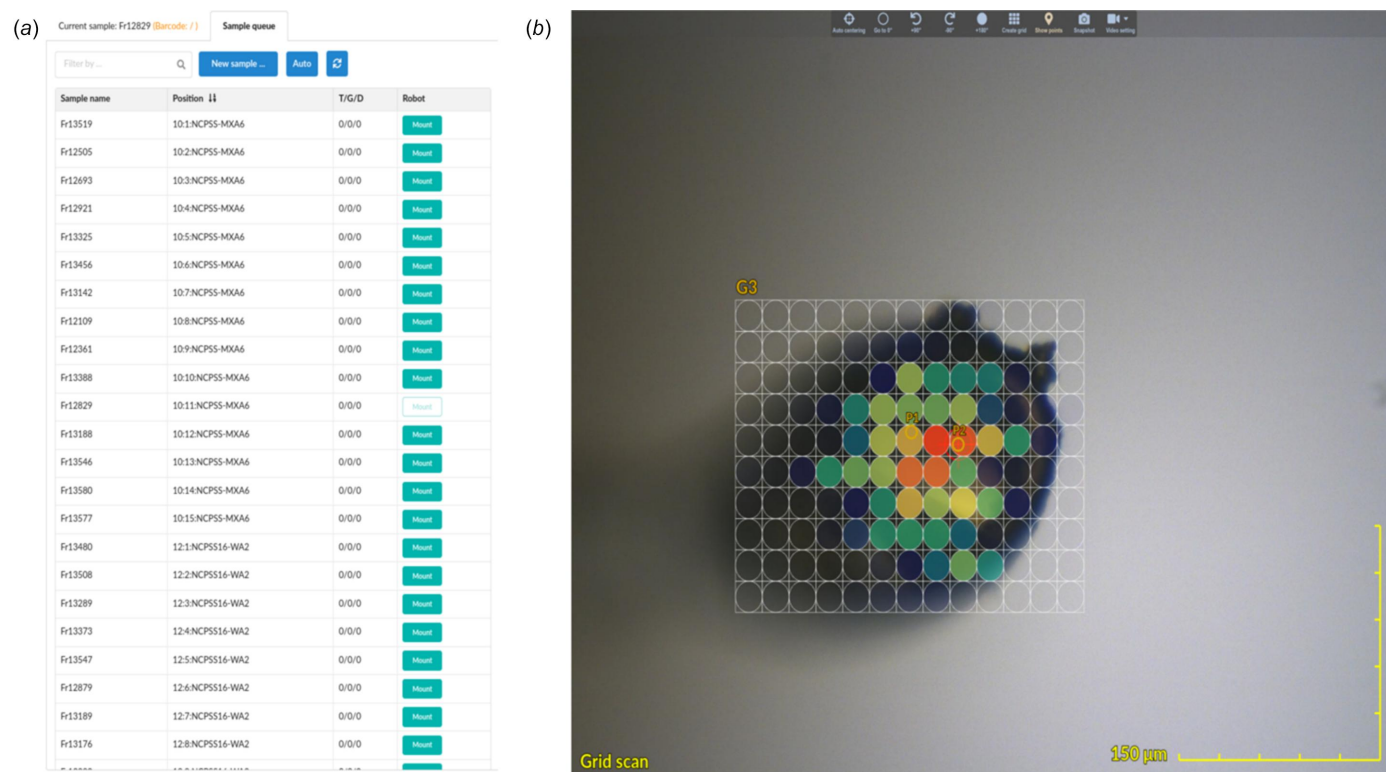 (a)
Current sample: Fr12829 (Barcode: / )
Sample queue
Filter by ...
New sample ...
Auto
Sample name Position T/G/D Robot
Fr13519 10:1:NCPSS-MXA6 0/0/0 Mount
Fr12505 10:2:NCPSS-MXA6 0/0/0 Mount
Fr12693 10:3:NCPSS-MXA6 0/0/0 Mount
Fr12921 10:4:NCPSS-MXA6 0/0/0 Mount
Fr13325 10:5:NCPSS-MXA6 0/0/0 Mount
Fr13456 10:6:NCPSS-MXA6 0/0/0 Mount
Fr13142 10:7:NCPSS-MXA6 0/0/0 Mount
Fr12109 10:8:NCPSS-MXA6 0/0/0 Mount
Fr12361 10:9:NCPSS-MXA6 0/0/0 Mount
Fr13388 10:10:NCPSS-MXA6 0/0/0 Mount
Fr12829 10:11:NCPSS-MXA6 0/0/0 Mount
Fr13188 10:12:NCPSS-MXA6 0/0/0 Mount
Fr13546 10:13:NCPSS-MXA6 0/0/0 Mount
Fr13580 10:14:NCPSS-MXA6 0/0/0 Mount
Fr13577 10:15:NCPSS-MXA6 0/0/0 Mount
Fr13480 12:1:NCPSS16-WA2 0/0/0 Mount
Fr13508 12:2:NCPSS16-WA2 0/0/0 Mount
Fr13289 12:3:NCPSS16-WA2 0/0/0 Mount
Fr13373 12:4:NCPSS16-WA2 0/0/0 Mount
Fr13547 12:5:NCPSS16-WA2 0/0/0 Mount
Fr12879 12:6:NCPSS16-WA2 0/0/0 Mount
Fr13189 12:7:NCPSS16-WA2 0/0/0 Mount
Fr13176 12:8:NCPSS16-WA2 0/0/0 Mount
(b)
Auto centering Go to 0° +90° -90° +180° Create grid Show points Snapshot Video setting
G3
P1
P2
Grid scan
150 µm